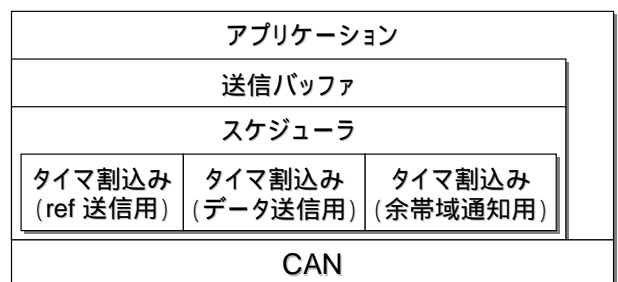 アプリケーション
送信バッファ
スケジューラ
タイマ割込み
(ref 送信用)
タイマ割込み
(データ送信用)
タイマ割込み
(余帯域通知用)
CAN